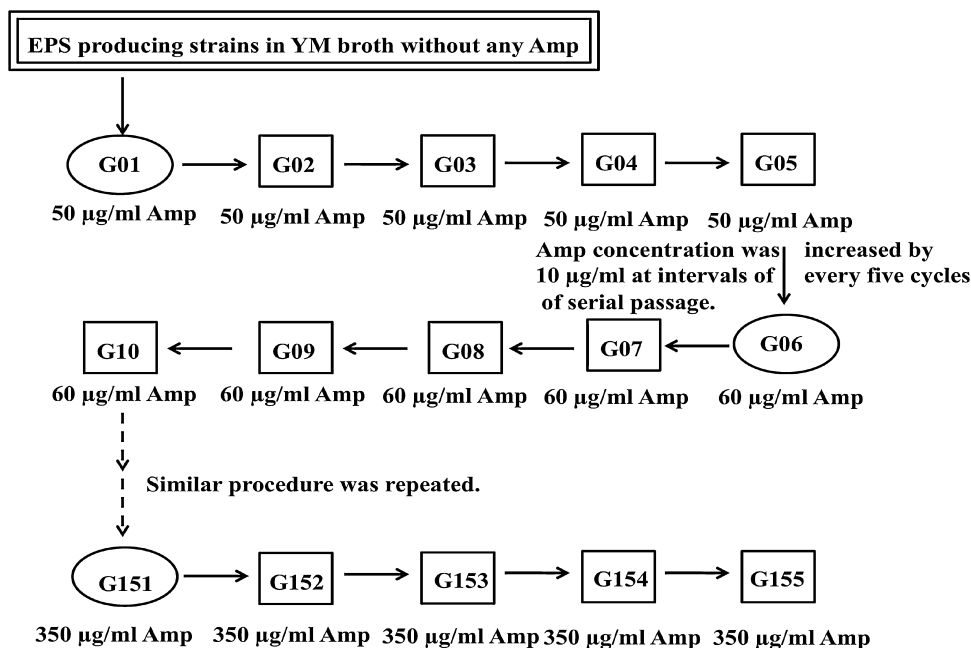 EPS producing strains in YM broth without any Amp
G01 G02 G03 G04 G05
50 µg/ml Amp 50 µg/ml Amp 50 µg/ml Amp 50 µg/ml Amp 50 µg/ml Amp
Amp concentration was increased by
10 µg/ml at intervals of every five cycles
of serial passage.
G10 G09 G08 G07 G06
60 µg/ml Amp 60 µg/ml Amp 60 µg/ml Amp 60 µg/ml Amp 60 µg/ml Amp
Similar procedure was repeated.
G151 G152 G153 G154 G155
350 µg/ml Amp 350 µg/ml Amp 350 µg/ml Amp 350 µg/ml Amp 350 µg/ml Amp